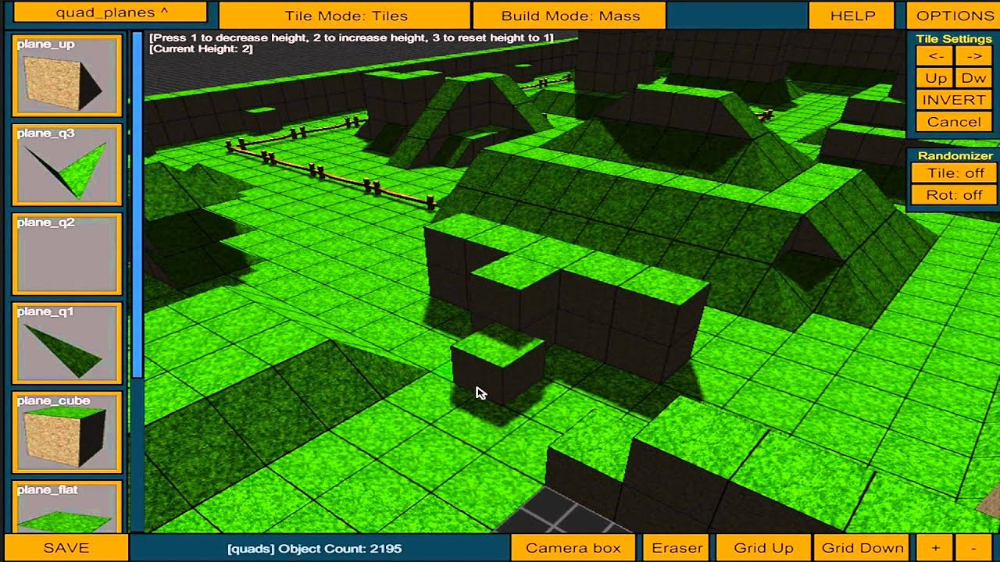 quad_planes ^
Tile Mode: Tiles
Build Mode: Mass
HELP
OPTIONS
[Press 1 to decrease height, 2 to increase height, 3 to reset height to 1]
[Current Height: 2]
plane_up
plane_q3
plane_q2
plane_q1
plane_cube
plane_flat
Tile Settings
<- ->
Up Dw
INVERT
Cancel
Randomizer
Tile: off
Rot: off
SAVE
[quads] Object Count: 2195
Camera box
Eraser
Grid Up
Grid Down
+ -